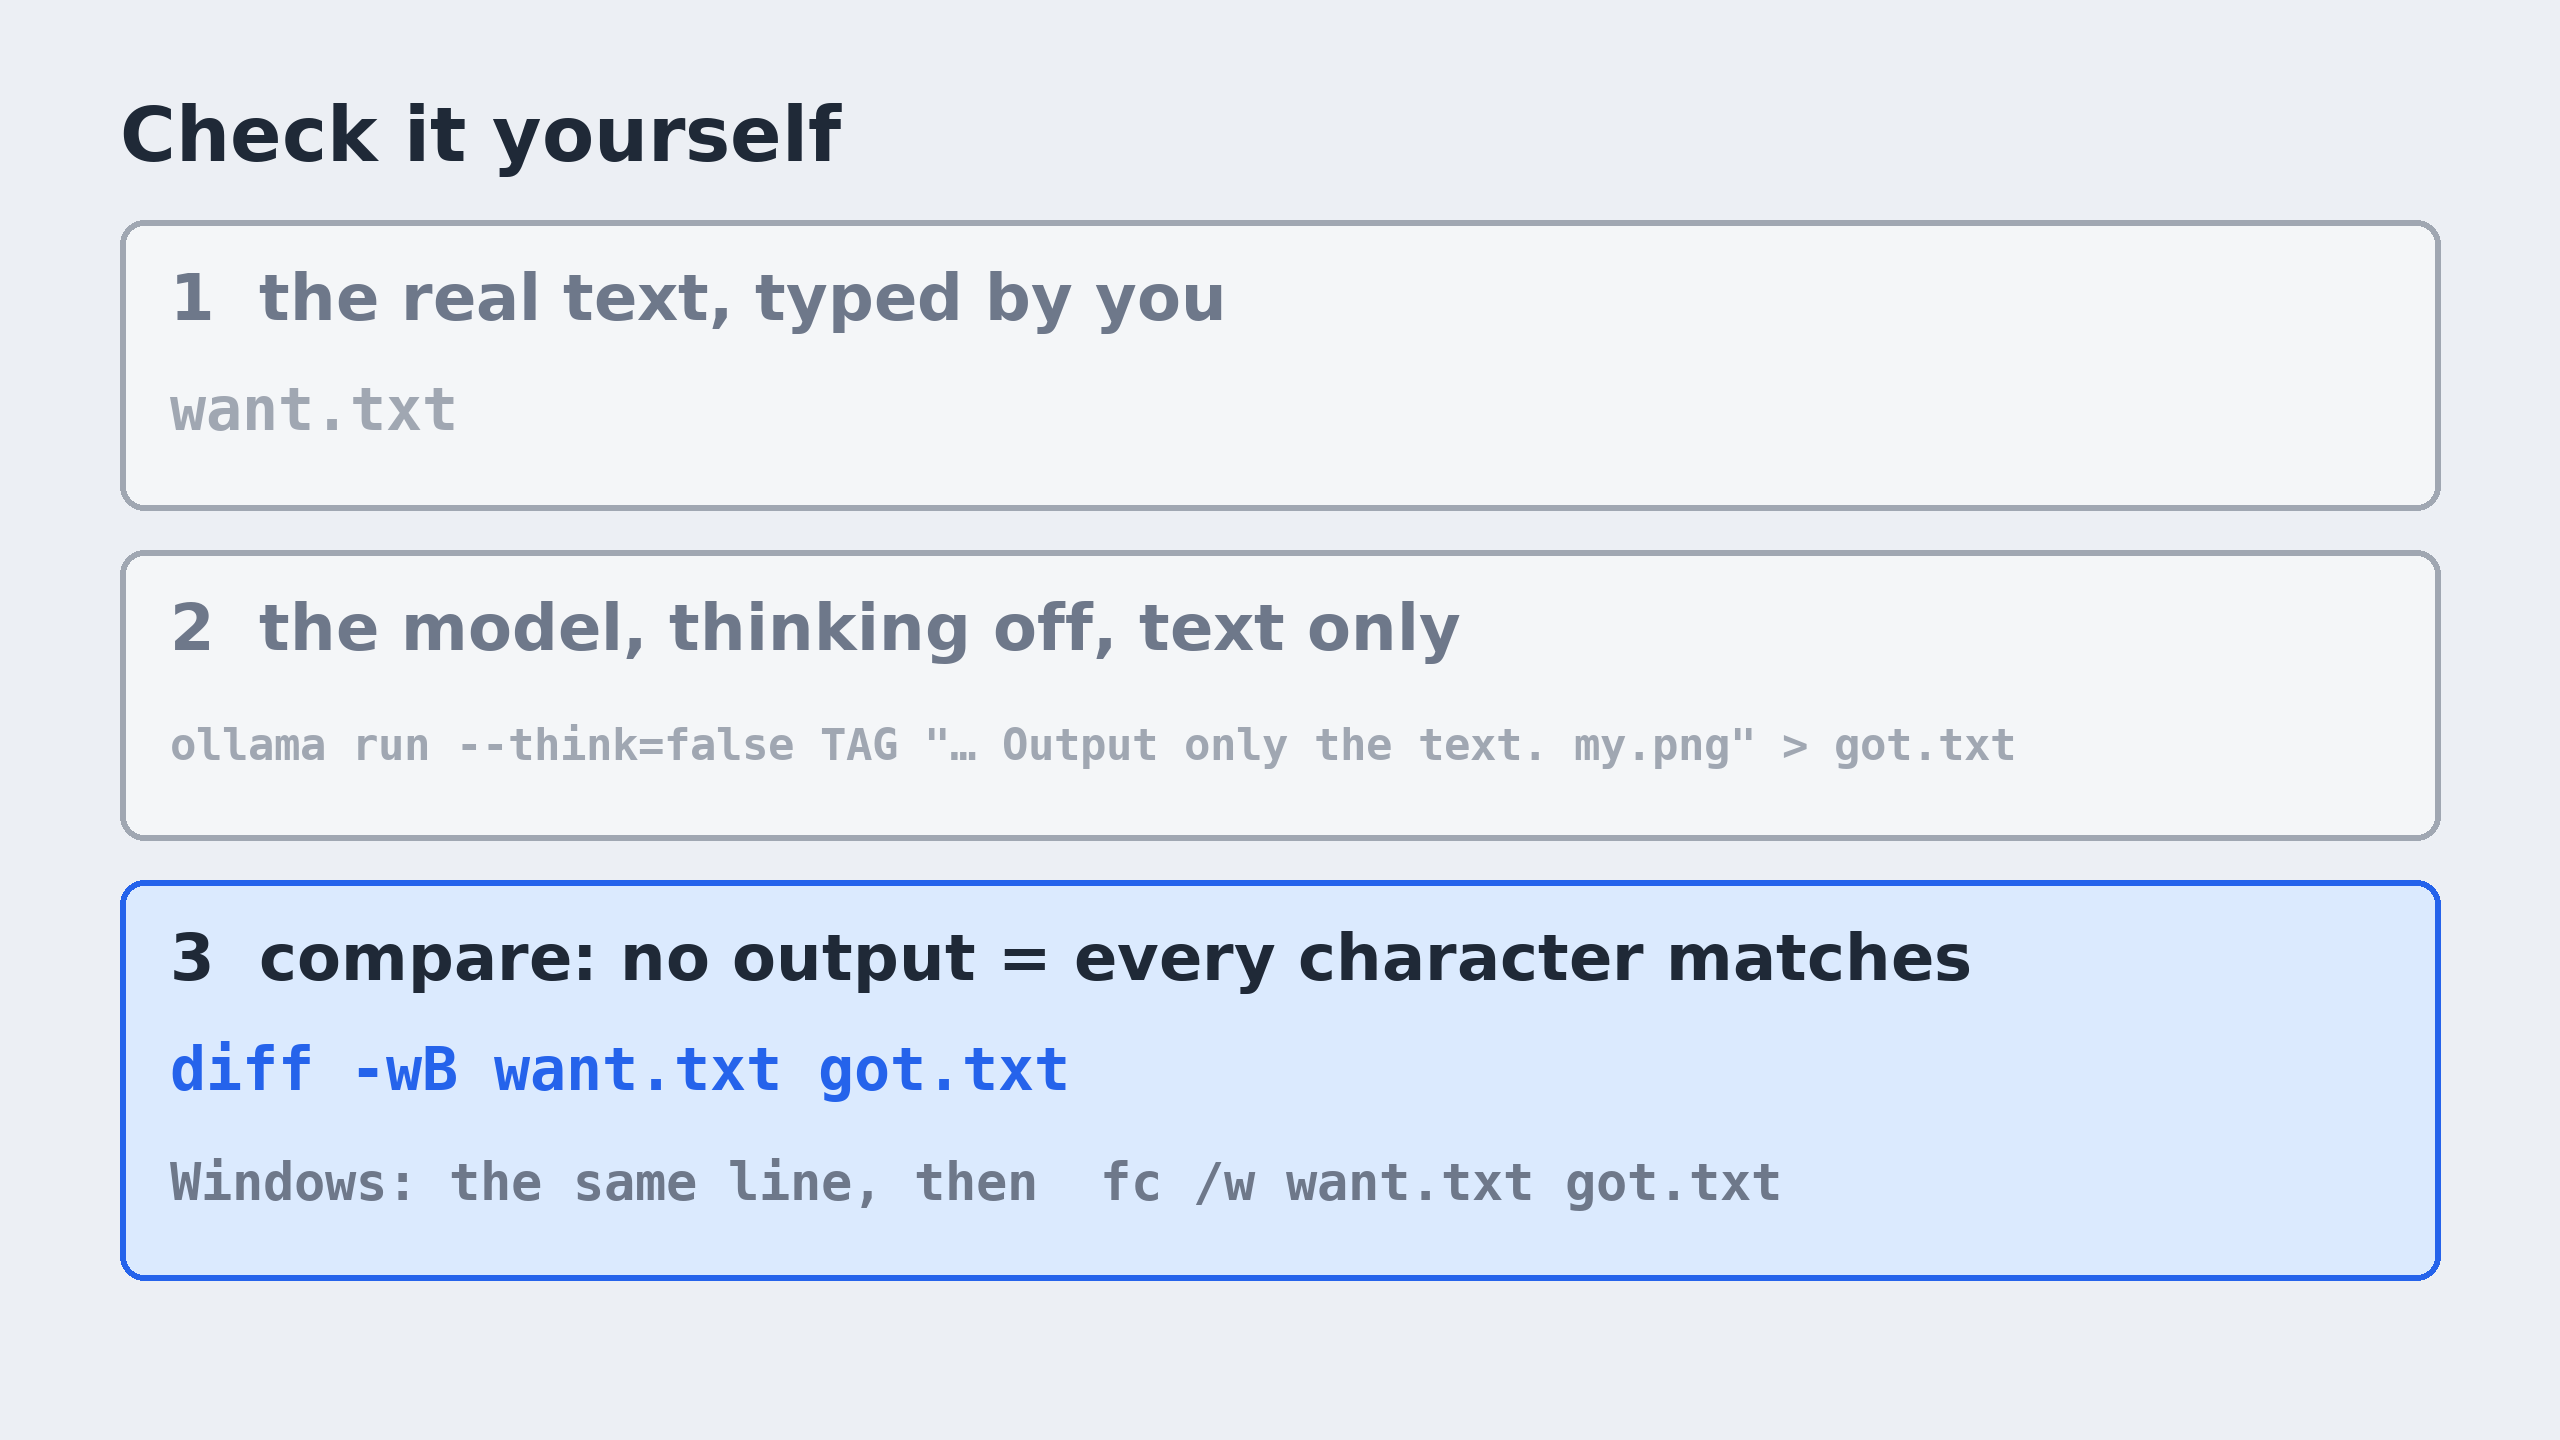 Check it yourself
1  the real text, typed by you
want.txt
2  the model, thinking off, text only
ollama run --think=false TAG "… Output only the text. my.png" > got.txt
3  compare: no output = every character matches
diff -wB want.txt got.txt
Windows: the same line, then  fc /w want.txt got.txt